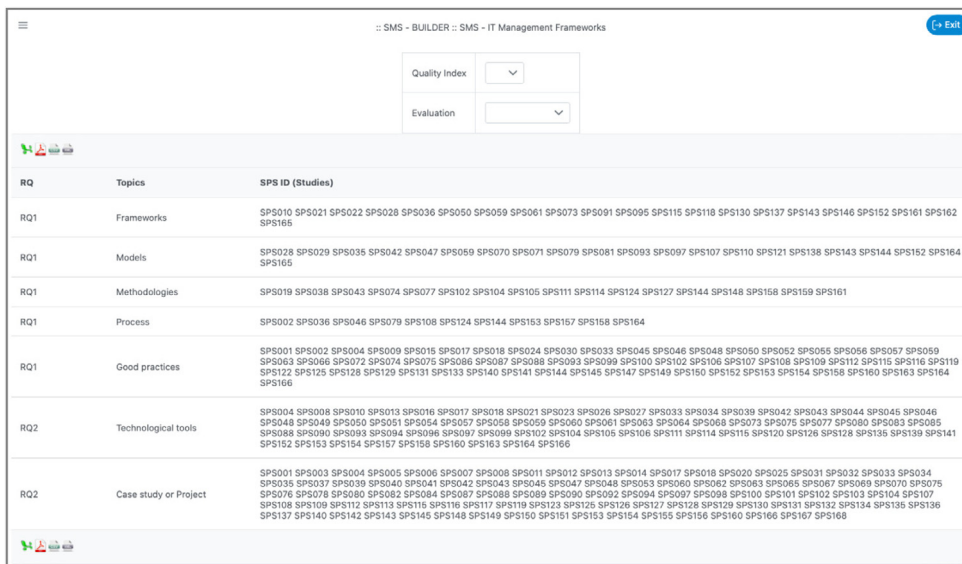 :: SMS - BUILDER :: SMS - IT Management Frameworks
Exit
Quality Index
Evaluation
RQ Topics SPS ID (Studies)
RQ1 Frameworks SPS010 SPS021 SPS022 SPS028 SPS036 SPS050 SPS059 SPS061 SPS073 SPS091 SPS095 SPS115 SPS118 SPS130 SPS137 SPS143 SPS146 SPS152 SPS161 SPS162
SPS165
RQ1 Models SPS028 SPS029 SPS035 SPS042 SPS047 SPS059 SPS070 SPS071 SPS079 SPS081 SPS093 SPS097 SPS107 SPS110 SPS121 SPS138 SPS143 SPS144 SPS152 SPS164
SPS165
RQ1 Methodologies SPS019 SPS038 SPS043 SPS074 SPS077 SPS102 SPS104 SPS105 SPS111 SPS114 SPS124 SPS127 SPS144 SPS148 SPS158 SPS159 SPS161
RQ1 Process SPS002 SPS036 SPS046 SPS079 SPS108 SPS124 SPS144 SPS153 SPS157 SPS158 SPS164
SPS001 SPS002 SPS004 SPS009 SPS015 SPS017 SPS018 SPS024 SPS030 SPS033 SPS045 SPS046 SPS048 SPS050 SPS052 SPS055 SPS056 SPS057 SPS059
SPS063 SPS066 SPS072 SPS074 SPS075 SPS086 SPS087 SPS088 SPS093 SPS099 SPS100 SPS102 SPS106 SPS107 SPS108 SPS109 SPS112 SPS115 SPS116 SPS119
RQ1 Good practices SPS122 SPS125 SPS128 SPS129 SPS131 SPS133 SPS140 SPS141 SPS144 SPS145 SPS147 SPS149 SPS150 SPS152 SPS153 SPS154 SPS158 SPS160 SPS163 SPS164
SPS166
SPS004 SPS008 SPS010 SPS013 SPS016 SPS017 SPS018 SPS021 SPS023 SPS026 SPS027 SPS033 SPS034 SPS039 SPS042 SPS043 SPS044 SPS045 SPS046
SPS048 SPS049 SPS050 SPS051 SPS054 SPS057 SPS058 SPS059 SPS060 SPS061 SPS063 SPS064 SPS068 SPS073 SPS075 SPS077 SPS080 SPS083 SPS085
RQ2 Technological tools SPS088 SPS090 SPS093 SPS094 SPS096 SPS097 SPS099 SPS102 SPS104 SPS105 SPS106 SPS111 SPS114 SPS115 SPS120 SPS126 SPS128 SPS135 SPS139 SPS141
SPS152 SPS153 SPS154 SPS157 SPS158 SPS160 SPS163 SPS164 SPS166
SPS001 SPS003 SPS004 SPS005 SPS006 SPS007 SPS008 SPS011 SPS012 SPS013 SPS014 SPS017 SPS018 SPS020 SPS025 SPS031 SPS032 SPS033 SPS034
SPS035 SPS037 SPS039 SPS040 SPS041 SPS042 SPS043 SPS045 SPS047 SPS048 SPS053 SPS060 SPS062 SPS063 SPS065 SPS067 SPS069 SPS070 SPS075
RQ2 Case study or Project SPS076 SPS078 SPS080 SPS082 SPS084 SPS087 SPS088 SPS089 SPS090 SPS092 SPS094 SPS097 SPS098 SPS100 SPS101 SPS102 SPS103 SPS104 SPS107
SPS108 SPS109 SPS112 SPS113 SPS115 SPS116 SPS117 SPS119 SPS123 SPS125 SPS126 SPS127 SPS128 SPS129 SPS130 SPS131 SPS132 SPS134 SPS135 SPS136
SPS137 SPS140 SPS142 SPS143 SPS145 SPS148 SPS149 SPS150 SPS151 SPS153 SPS154 SPS155 SPS156 SPS160 SPS166 SPS167 SPS168